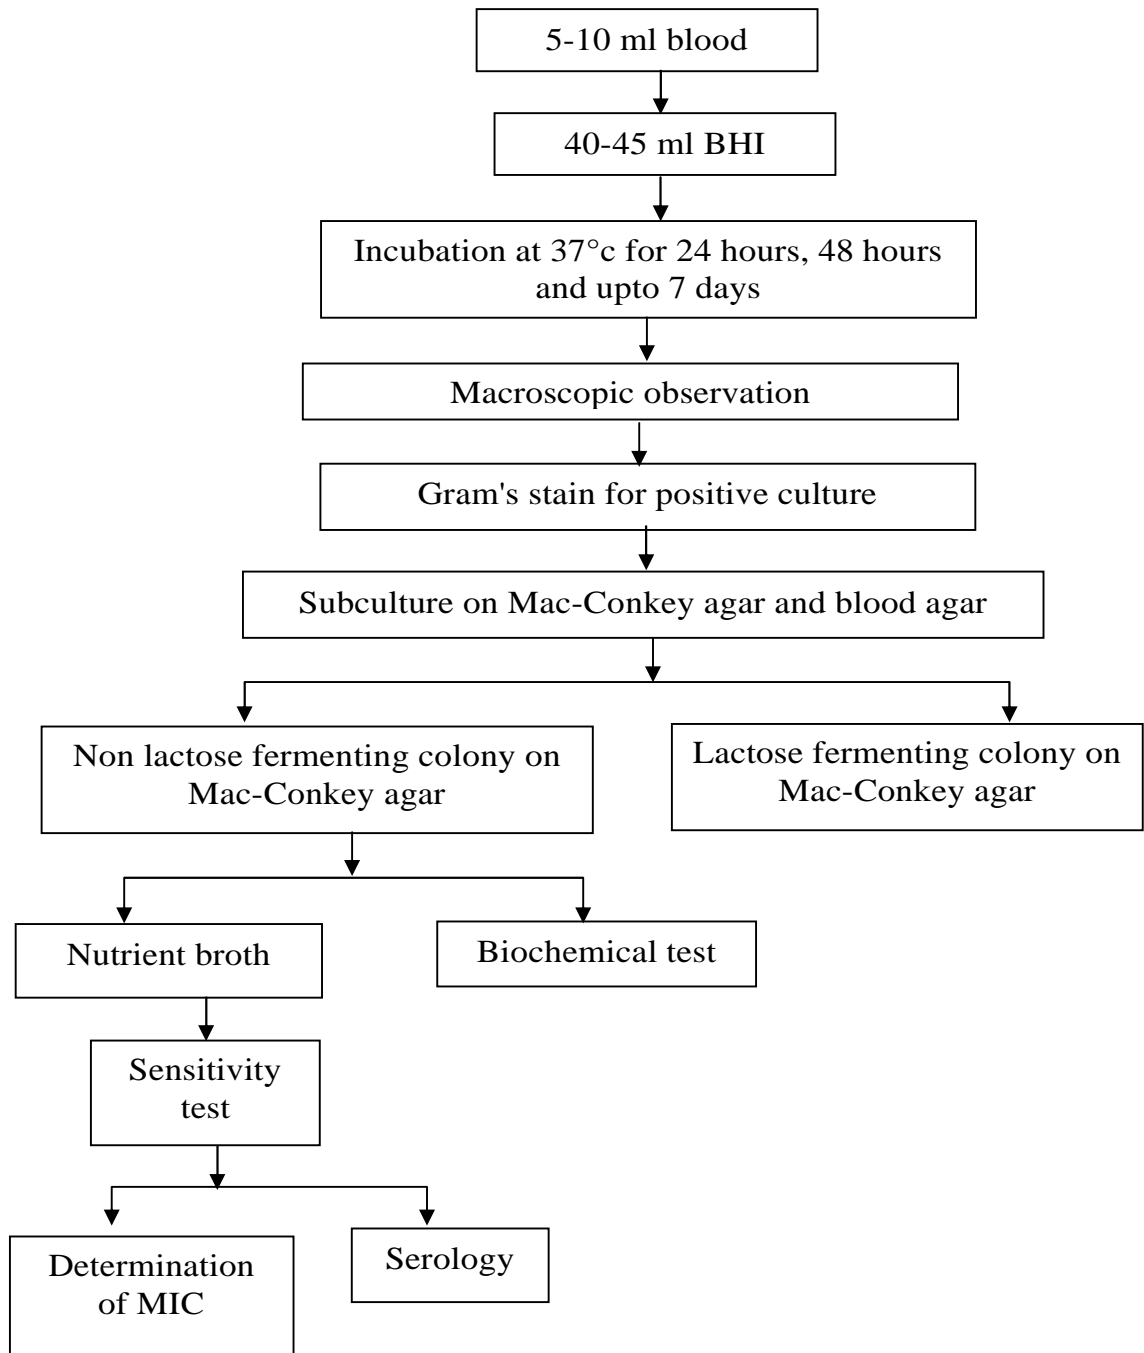 5-10 ml blood
40-45 ml BHI
Incubation at 37°c for 24 hours, 48 hours
and upto 7 days
Macroscopic observation
Gram's stain for positive culture
Subculture on Mac-Conkey agar and blood agar
Non lactose fermenting colony on
Mac-Conkey agar
Lactose fermenting colony on
Mac-Conkey agar
Nutrient broth
Biochemical test
Sensitivity
test
Determination
of MIC
Serology